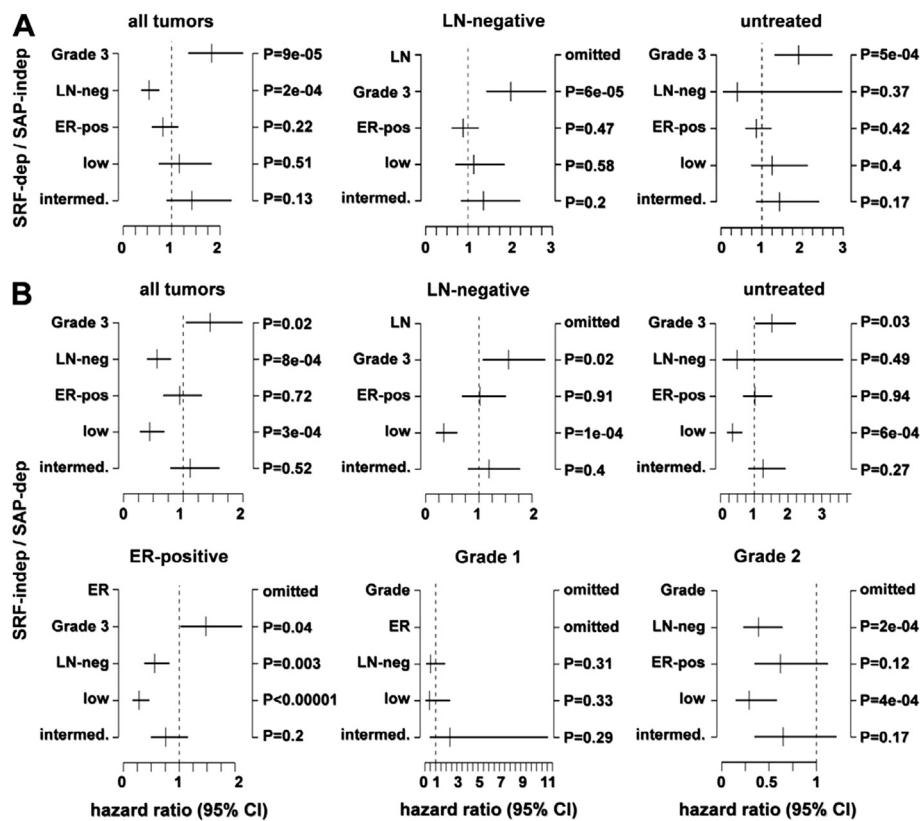 A
SRF-dep / SAP-indep
all tumors
Grade 3 P=9e-05
LN-neg P=2e-04
ER-pos P=0.22
low P=0.51
intermed. P=0.13
0 1 2
LN-negative
LN omitted
Grade 3 P=6e-05
ER-pos P=0.47
low P=0.58
intermed. P=0.2
0 1 2 3
untreated
Grade 3 P=5e-04
LN-neg P=0.37
ER-pos P=0.42
low P=0.4
intermed. P=0.17
0 1 2 3
B
SRF-indep / SAP-dep
all tumors
Grade 3 P=0.02
LN-neg P=8e-04
ER-pos P=0.72
low P=3e-04
intermed. P=0.52
0 1 2
LN-negative
LN omitted
Grade 3 P=0.02
ER-pos P=0.91
low P=1e-04
intermed. P=0.4
0 1 2
untreated
Grade 3 P=0.03
LN-neg P=0.49
ER-pos P=0.94
low P=6e-04
intermed. P=0.27
0 1 2 3
ER-positive
ER omitted
Grade 3 P=0.04
LN-neg P=0.003
low P<0.00001
intermed. P=0.2
0 1 2
hazard ratio (95% CI)
Grade 1
Grade omitted
ER omitted
LN-neg P=0.31
low P=0.33
intermed. P=0.29
0 1 3 5 7 9 11
hazard ratio (95% CI)
Grade 2
Grade omitted
LN-neg P=2e-04
ER-pos P=0.12
low P=4e-04
intermed. P=0.17
0 0.5 1
hazard ratio (95% CI)